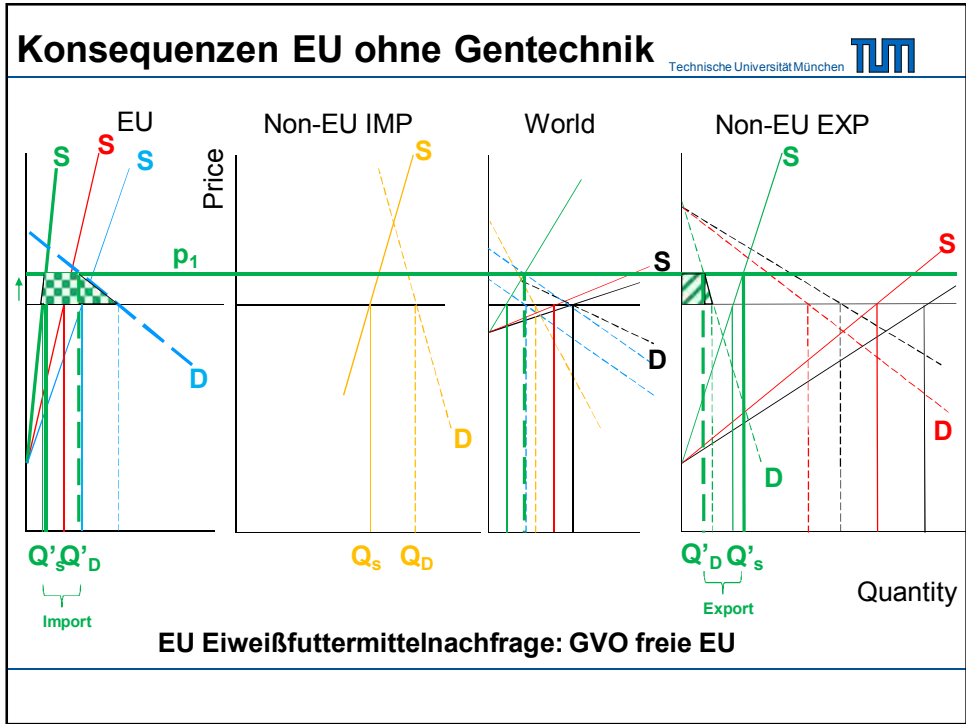 Konsequenzen EU ohne Gentechnik
Technische Universität München
TUM
EU
Non-EU IMP
World
Non-EU EXP
S
S
S
Price
S
p1
S
S
D
D
D
D
D
Q's
Q'D
Qs
QD
Q'D
Q's
Import
Export
Quantity
EU Eiweißfuttermittelnachfrage: GVO freie EU